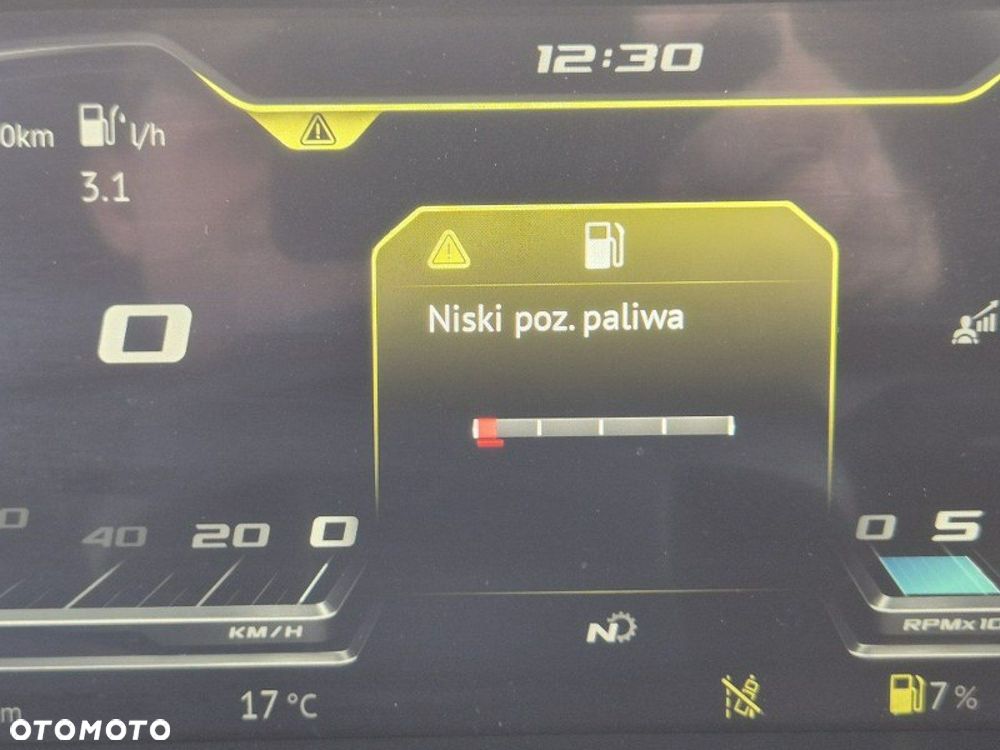 12:30
0km l/h
3.1
0
Niski poz. paliwa
0 40 20 0
0 5
KM/H
RPMx10
N
17 °C
7 %
m
OTOMOTO